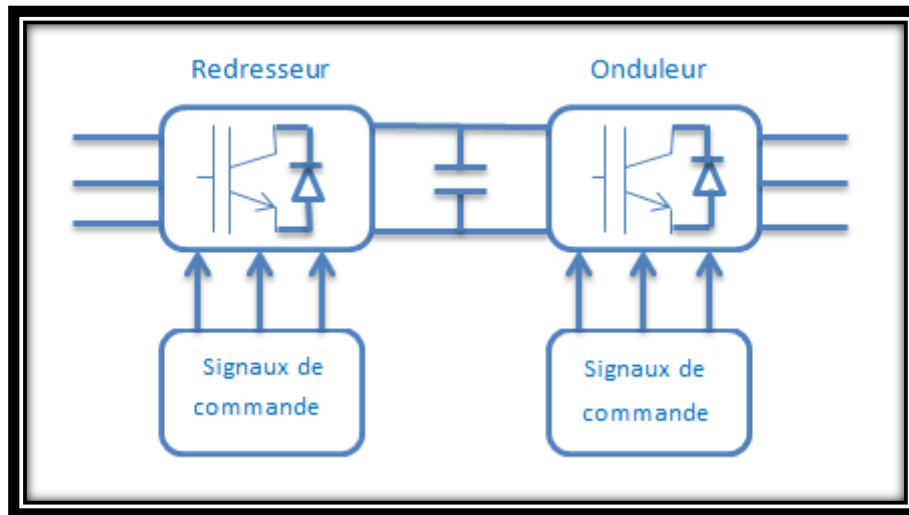 Redresseur
Onduleur
Signaux de
commande
Signaux de
commande